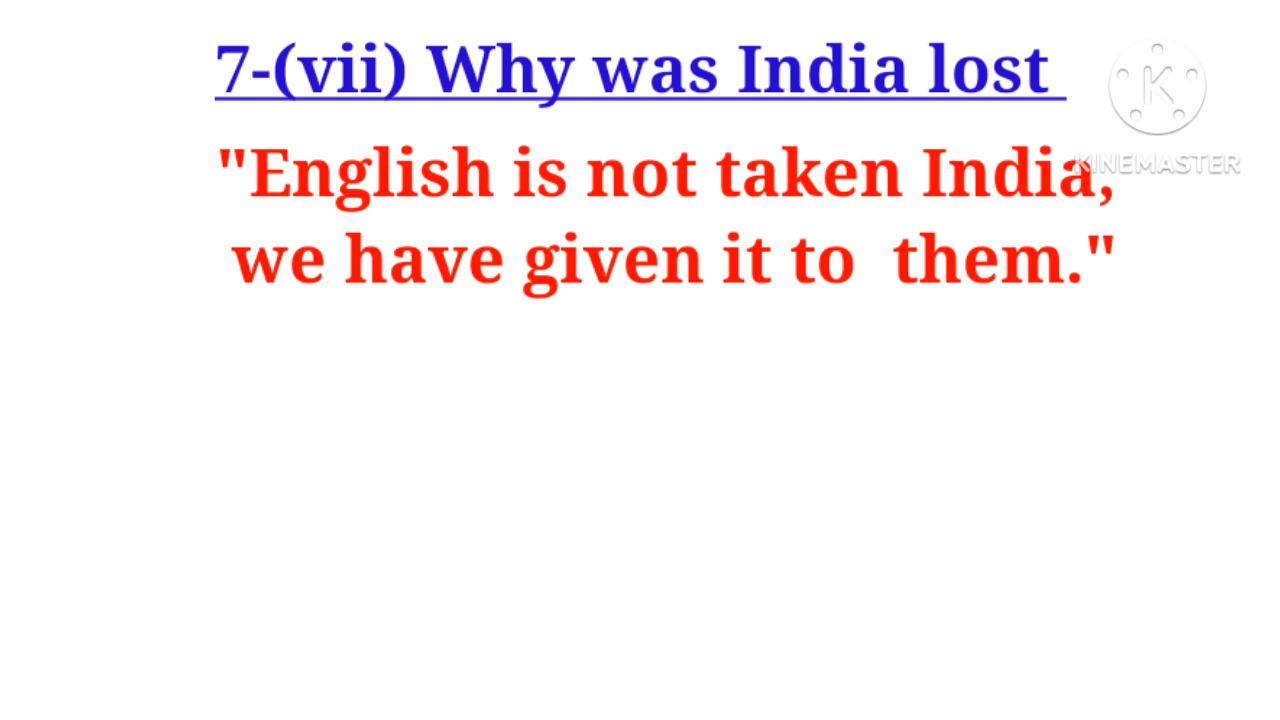 7-(vii) Why was India lost
"English is not taken India,
we have given it to  them."
K
KINEMASTER